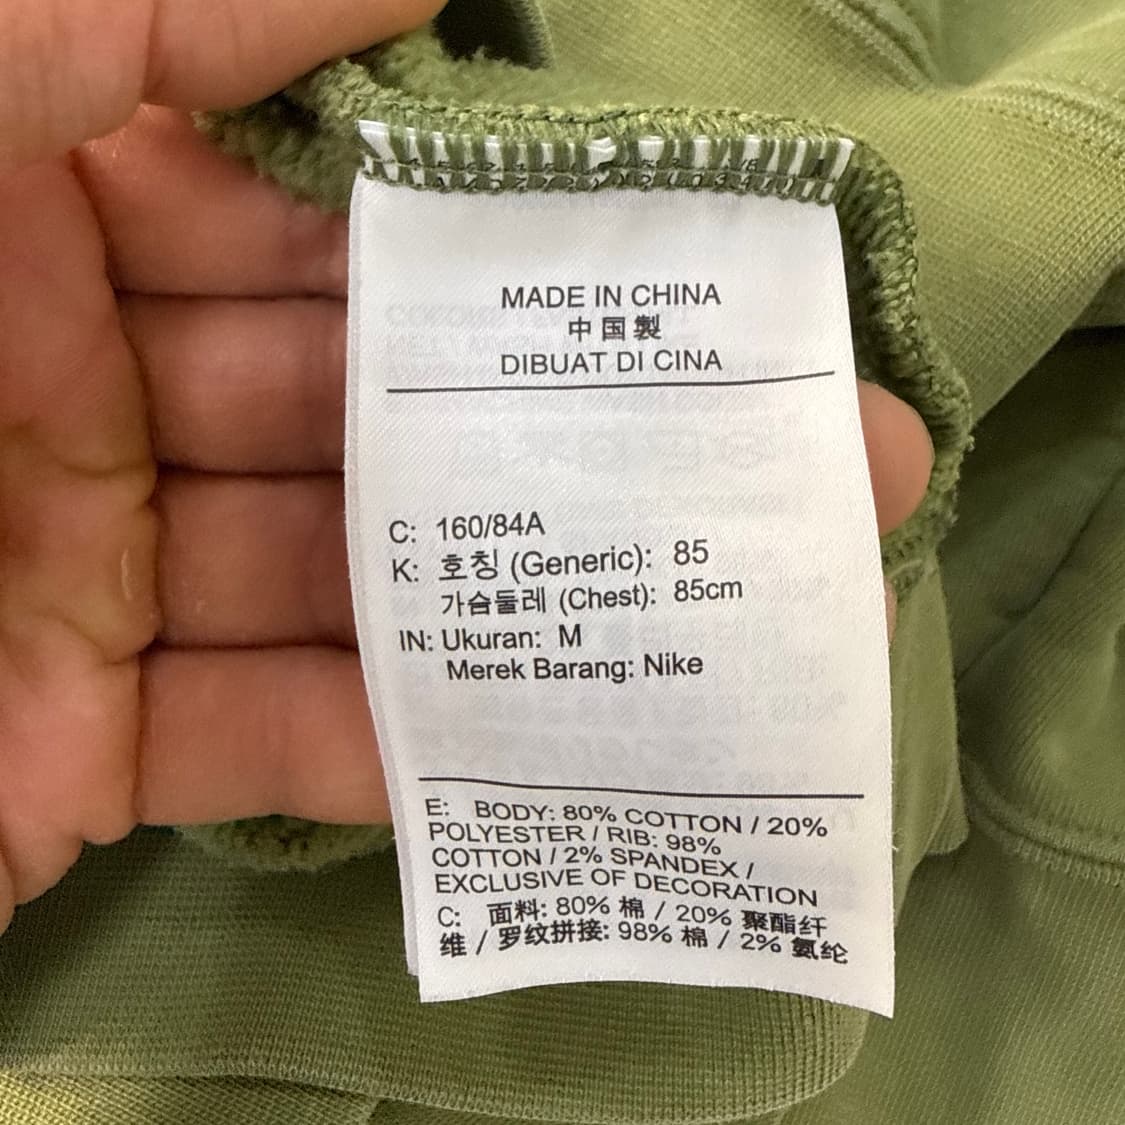 MADE IN CHINA
中国製
DIBUAT DI CINA
C: 160/84A
K: 호칭 (Generic): 85
가슴둘레 (Chest): 85cm
IN: Ukuran: M
Merek Barang: Nike
E: BODY: 80% COTTON / 20%
POLYESTER / RIB: 98%
COTTON / 2% SPANDEX /
EXCLUSIVE OF DECORATION
C: 面料: 80% 棉 / 20% 聚酯纤
维 / 罗纹拼接: 98% 棉 / 2% 氨纶